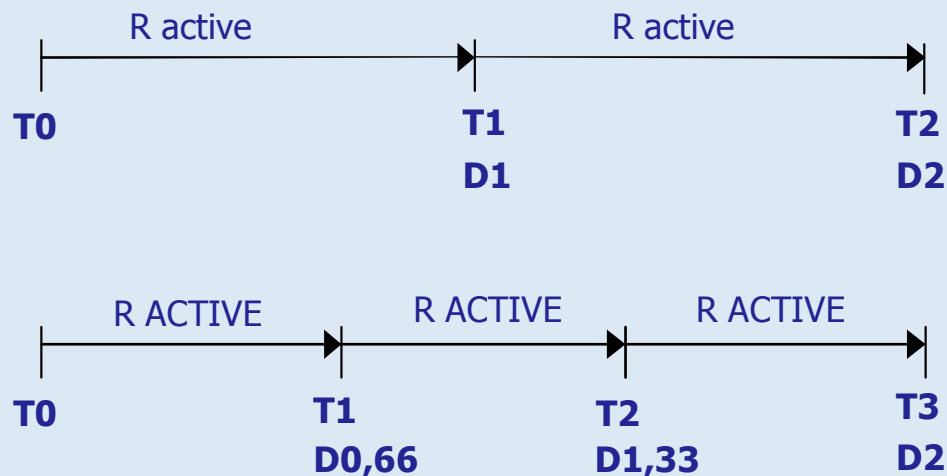 R active R active
T0 T1 T2
D1 D2
R ACTIVE R ACTIVE R ACTIVE
T0 T1 T2 T3
D0,66 D1,33 D2